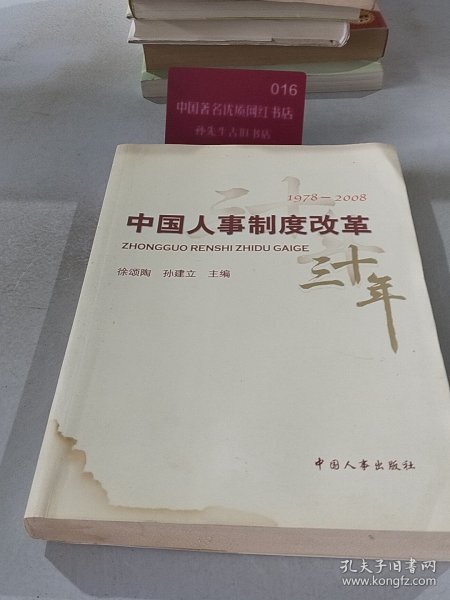 016
中国著名优质网红书店
孙先生古旧书店
1978-2008
中国人事制度改革
ZHONGGUO RENSHI ZHIDU GAIGE
三十年
徐颂陶 孙建立 主编
中国人事出版社
孔夫子旧书网
www.kongfz.com